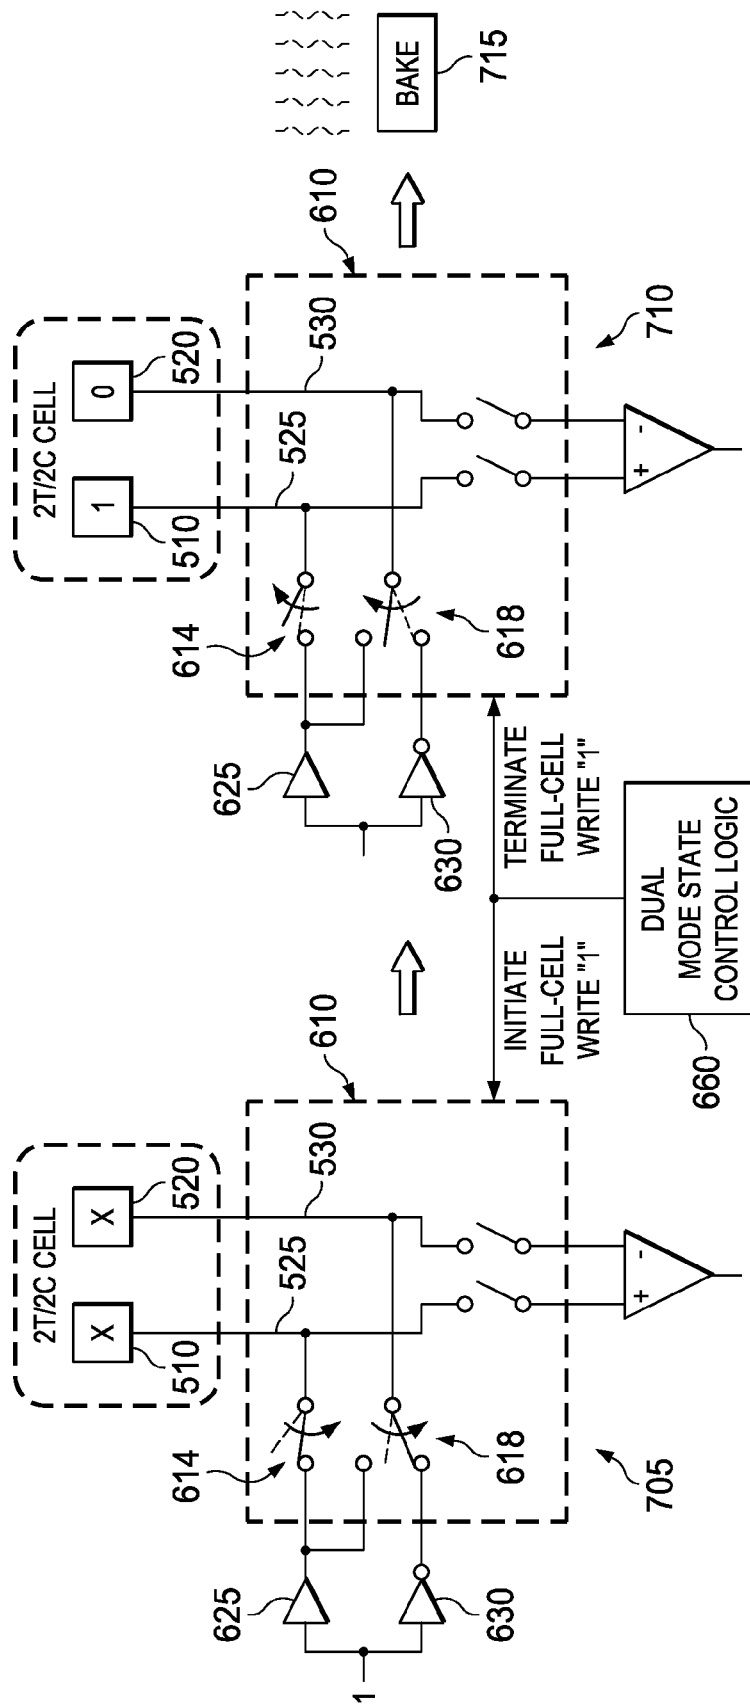 2T/2C CELL
X
X
510
520
525
530
610
614
618
625
630
1
705
INITIATE
FULL-CELL
WRITE "1"
TERMINATE
FULL-CELL
WRITE "1"
DUAL
MODE STATE
CONTROL LOGIC
660
+
-
2T/2C CELL
1
0
510
520
525
530
610
614
618
625
630
710
+
-
BAKE
715